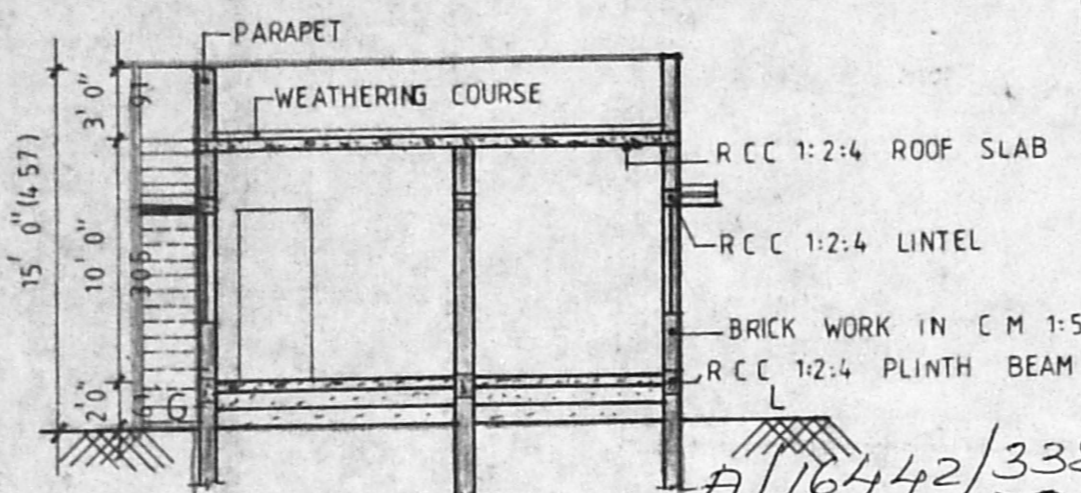 PARAPET
WEATHERING COURSE
RCC 1:2:4 ROOF SLAB
RCC 1:2:4 LINTEL
BRICK WORK IN C M 1:5
RCC 1:2:4 PLINTH BEAM
15' 0" (4 57)
3' 0"
91
10' 0"
305
2' 0"
61
G
L
A/16442/338